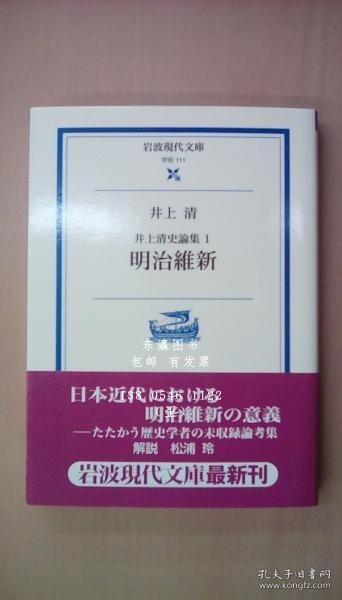 岩波現代文庫
学術 111
井上 清
井上清史論集 1
明治維新
东瀛图书
包邮 有发票
日本近代における
明治維新の意義
──たたかう歴史学者の未収録論考集
解説 松浦 玲
岩波現代文庫最新刊
孔夫子旧书网